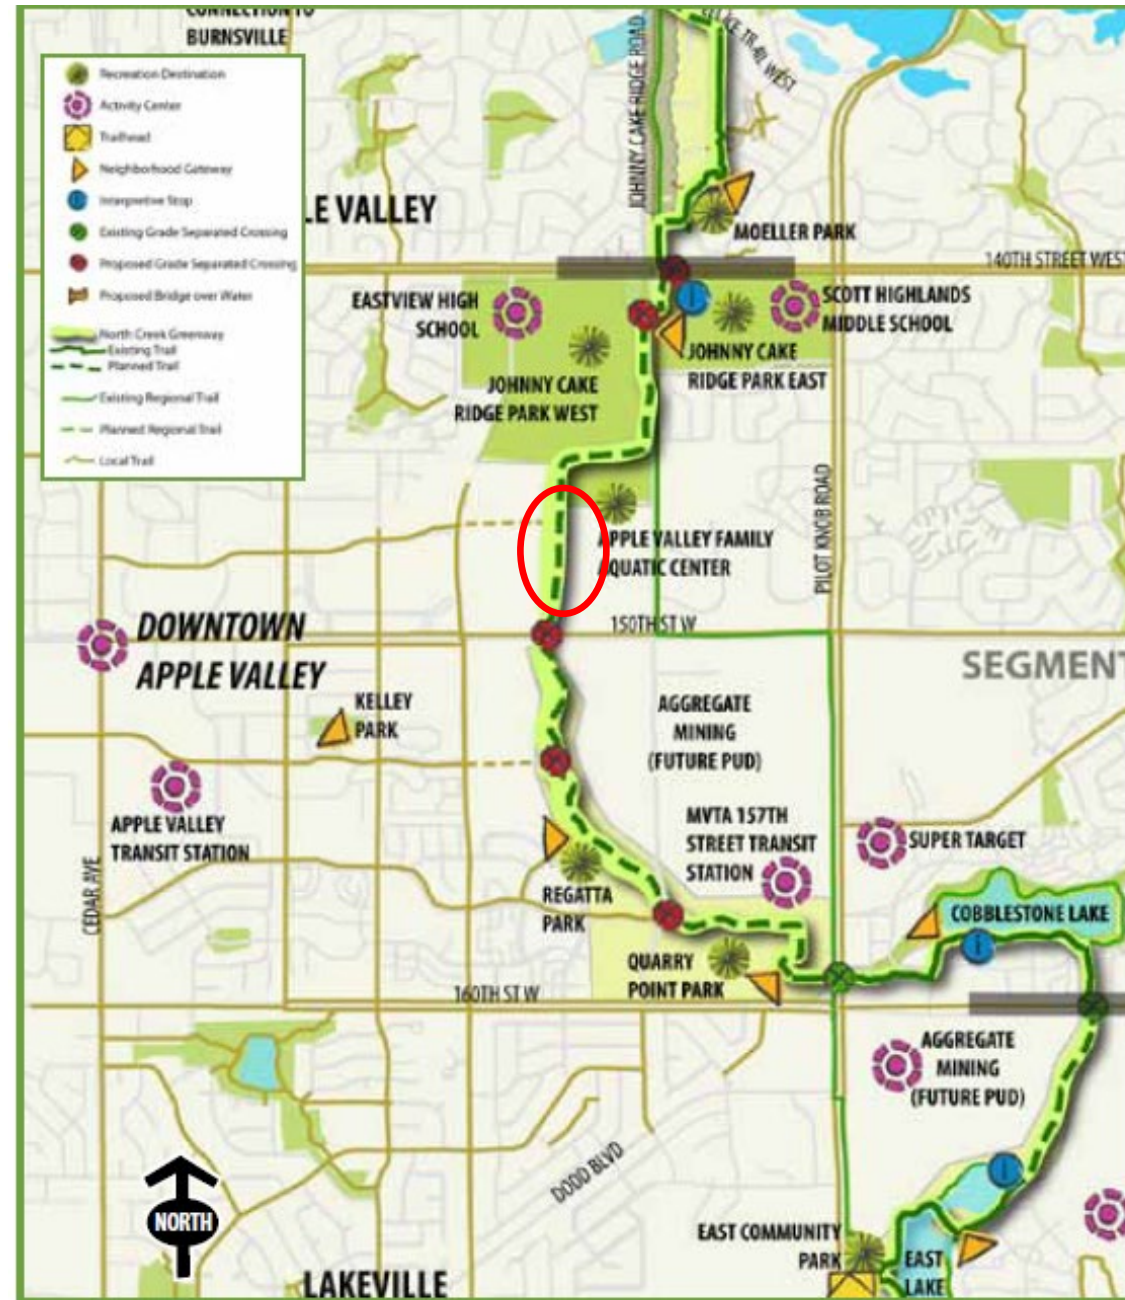 CONNECTION TO
BURNSVILLE
Recreation Destination
Activity Center
Trailhead
Neighborhood Gateway
Interpretive Stop
Existing Grade Separated Crossing
Proposed Grade Separated Crossing
Proposed Bridge over Water
North Creek Greenway
Existing Trail
Planned Trail
Existing Regional Trail
Planned Regional Trail
Local Trail
LE VALLEY
JOHNNY CAKE RIDGE ROAD
LAKE TRAIL WEST
MOELLER PARK
140TH STREET WEST
EASTVIEW HIGH
SCHOOL
SCOTT HIGHLANDS
MIDDLE SCHOOL
JOHNNY CAKE
RIDGE PARK EAST
JOHNNY CAKE
RIDGE PARK WEST
PILOT KNOB ROAD
APPLE VALLEY FAMILY
AQUATIC CENTER
150TH ST W
DOWNTOWN
APPLE VALLEY
SEGMENT
KELLEY
PARK
AGGREGATE
MINING
(FUTURE PUD)
APPLE VALLEY
TRANSIT STATION
MVTA 157TH
STREET TRANSIT
STATION
SUPER TARGET
CEDAR AVE
REGATTA
PARK
COBBLESTONE LAKE
QUARRY
POINT PARK
160TH ST W
AGGREGATE
MINING
(FUTURE PUD)
DODD BLVD
NORTH
EAST COMMUNITY
PARK
EAST
LAKE
LAKEVILLE